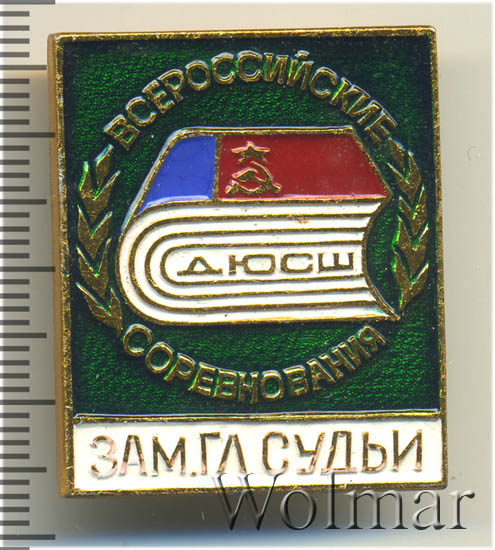 ВСЕРОССИЙСКИЕ
ДЮСШ
СОРЕВНОВАНИЯ
ЗАМ.ГЛ СУДЬИ
Wolmar